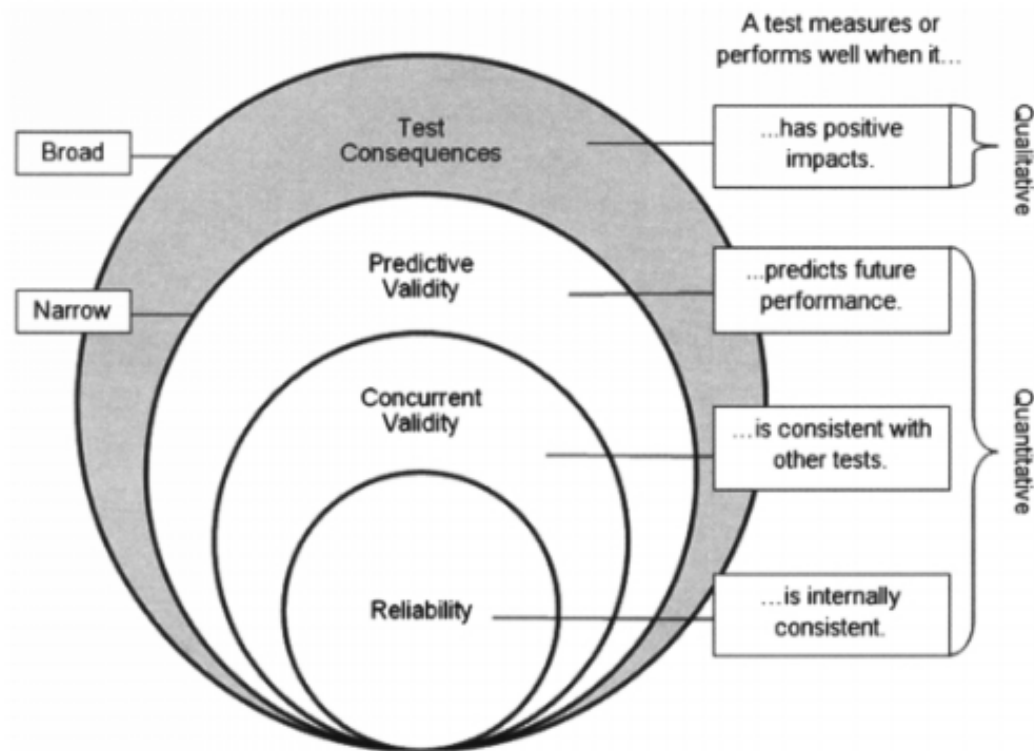 A test measures or
performs well when it...
Test
Consequences
Broad
...has positive
impacts.
Qualitative
Predictive
Validity
Narrow
...predicts future
performance.
Concurrent
Validity
...is consistent with
other tests.
Quantitative
Reliability
...is internally
consistent.